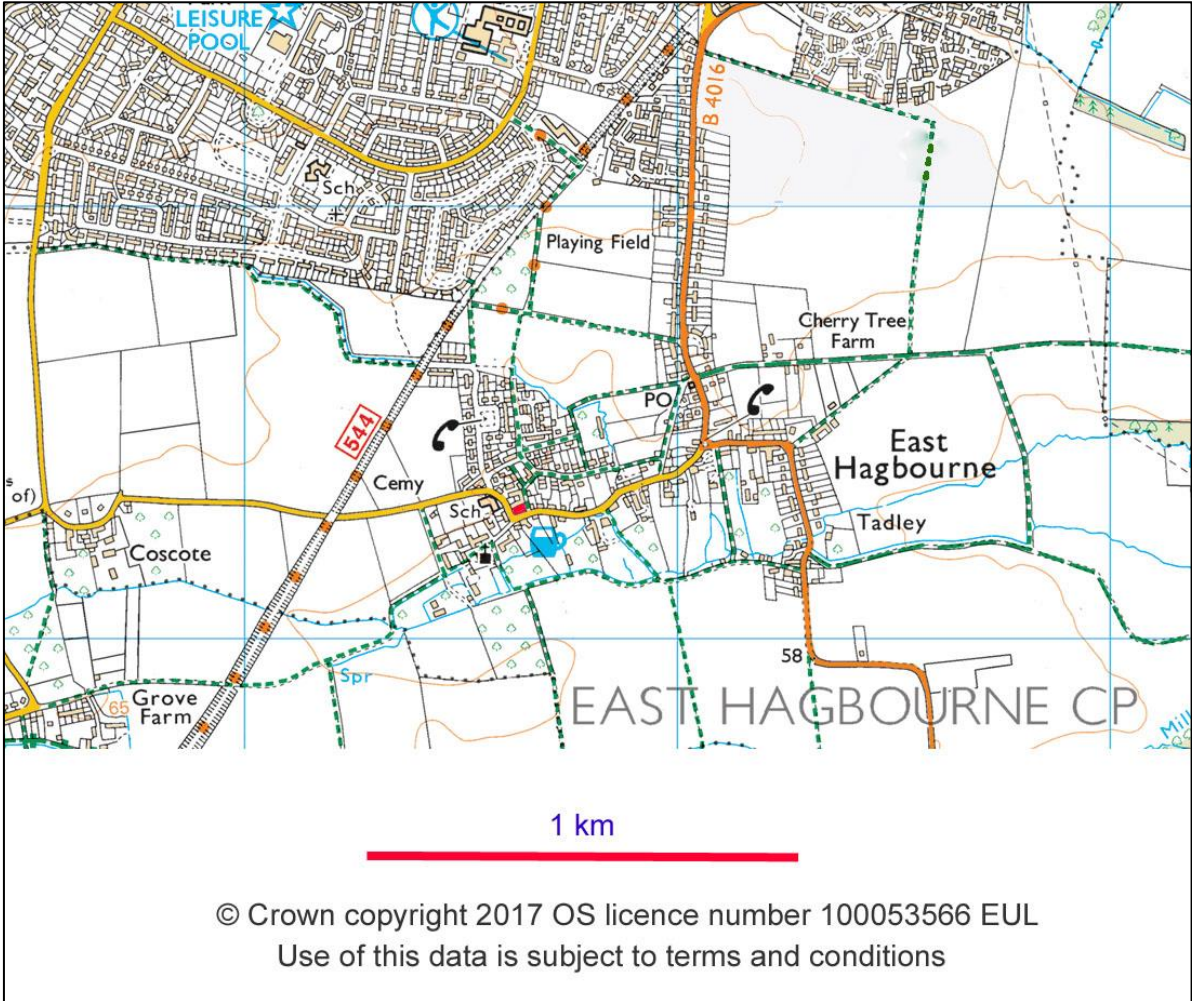 LEISURE
POOL
B 4016
Sch
Playing Field
Cherry Tree
Farm
PO
544
East
Hagbourne
s
of)
Cemy
Sch
Tadley
Coscote
58
Spr
Grove
Farm
65
EAST HAGBOURNE CP
Mill
1 km
© Crown copyright 2017 OS licence number 100053566 EUL
Use of this data is subject to terms and conditions